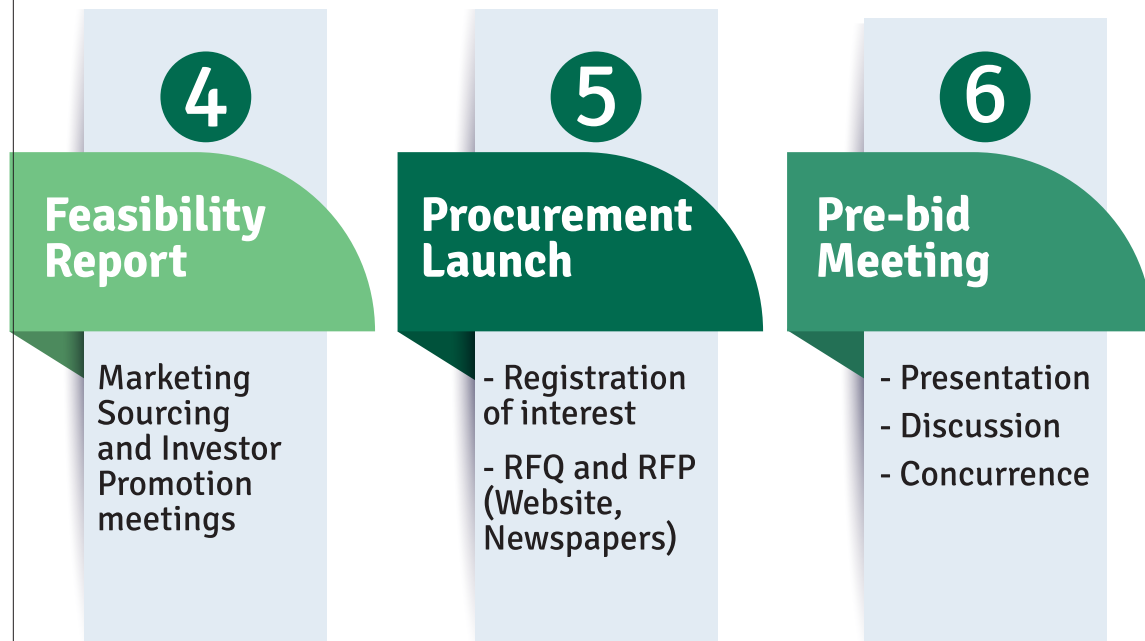 4
Feasibility
Report
Marketing
Sourcing
and Investor
Promotion
meetings
5
Procurement
Launch
- Registration
of interest
- RFQ and RFP
(Website,
Newspapers)
6
Pre-bid
Meeting
- Presentation
- Discussion
- Concurrence